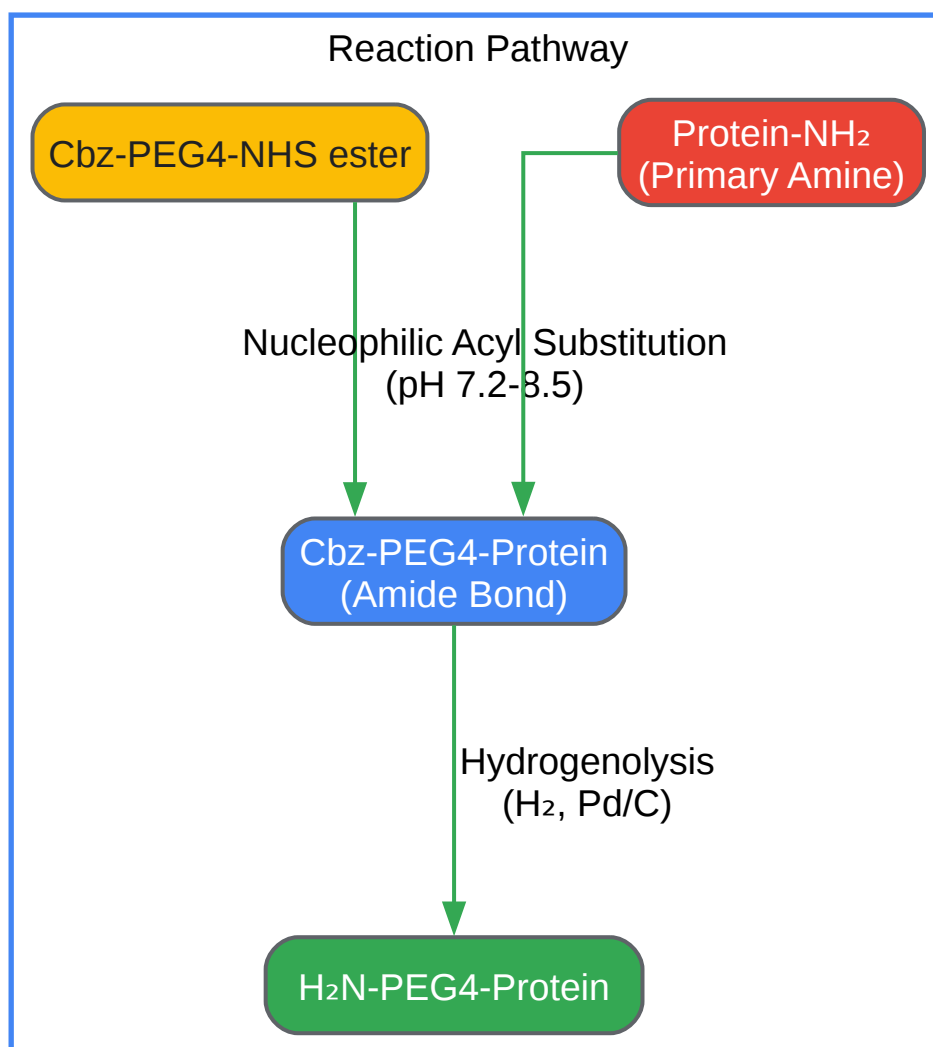 Reaction Pathway
Cbz-PEG4-NHS ester
Protein-NH₂
(Primary Amine)
Nucleophilic Acyl Substitution
(pH 7.2-8.5)
Cbz-PEG4-Protein
(Amide Bond)
Hydrogenolysis
(H₂, Pd/C)
H₂N-PEG4-Protein